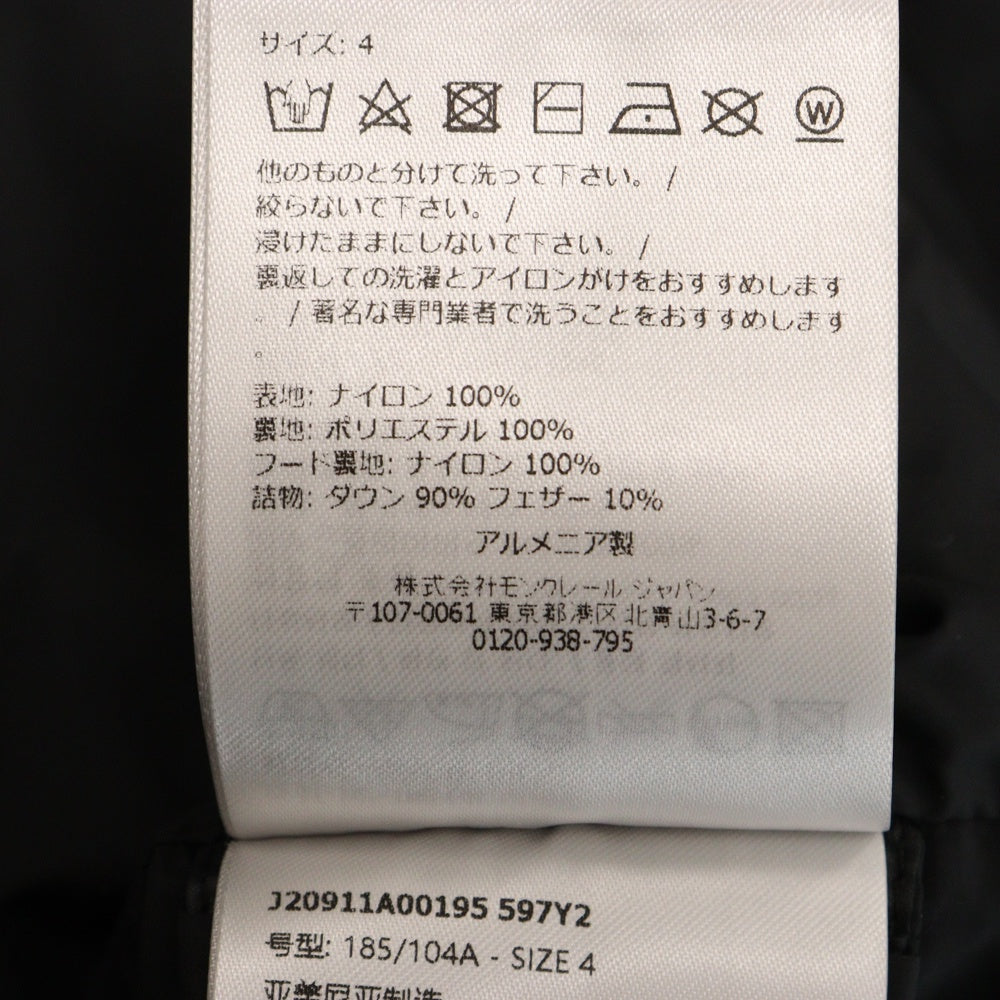 サイズ: 4
W
他のものと分けて洗って下さい。 /
絞らないで下さい。 /
浸けたままにしないで下さい。 /
裏返しての洗濯とアイロンがけをおすすめします
。 / 著名な専門業者で洗うことをおすすめします
。
表地: ナイロン 100%
裏地: ポリエステル 100%
フード裏地: ナイロン 100%
詰物: ダウン 90% フェザー 10%
アルメニア製
株式会社モンクレール ジャパン
〒107-0061 東京都港区北青山3-6-7
0120-938-795
J20911A00195 597Y2
号型: 185/104A - SIZE 4
亚美尼亚制造